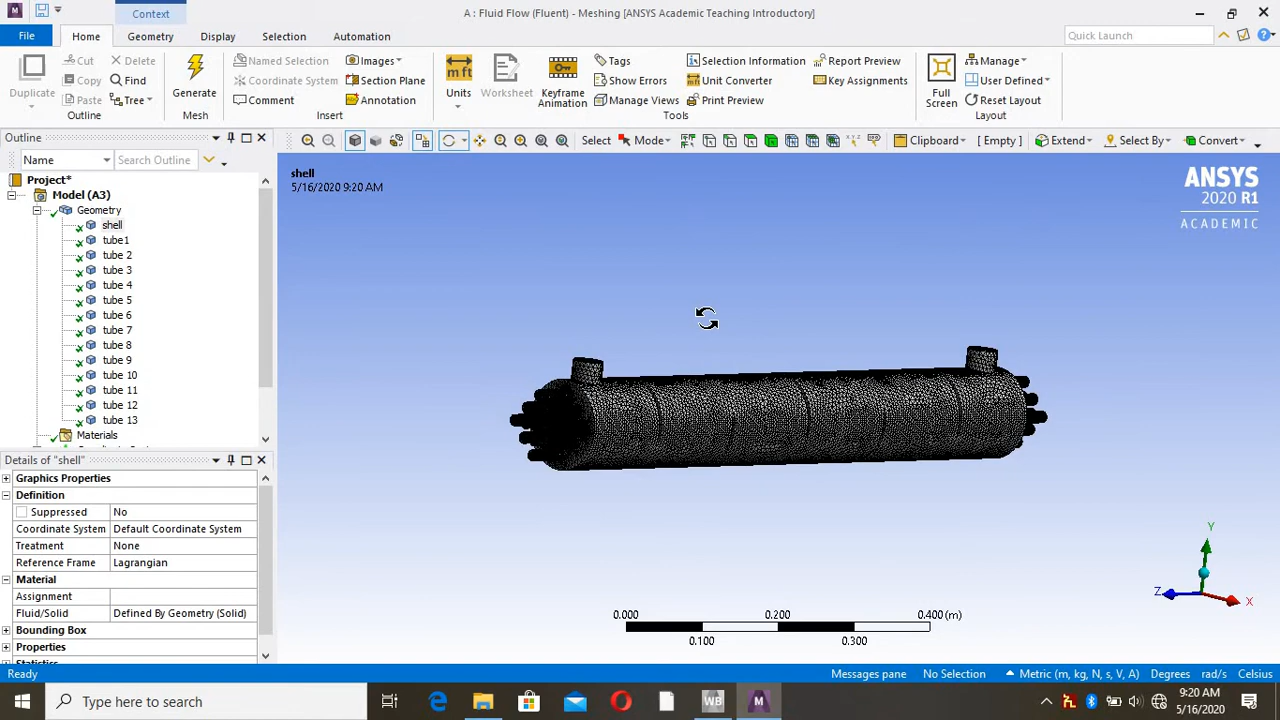 A : Fluid Flow (Fluent) - Meshing [ANSYS Academic Teaching Introductory]
Context
File Home Geometry Display Selection Automation Quick Launch
Duplicate
Cut
Copy
Paste
Delete
Find
Tree
Outline
Generate
Mesh
Named Selection
Coordinate System
Comment
Images
Section Plane
Annotation
Insert
Units
Worksheet
Keyframe Animation
Tags
Show Errors
Manage Views
Selection Information
Unit Converter
Print Preview
Report Preview
Key Assignments
Tools
Full Screen
Manage
User Defined
Reset Layout
Layout
Outline
Name Search Outline
Select Mode Clipboard [ Empty ] Extend Select By Convert
Project*
Model (A3)
Geometry
shell
tube1
tube 2
tube 3
tube 4
tube 5
tube 6
tube 7
tube 8
tube 9
tube 10
tube 11
tube 12
tube 13
Materials
shell
5/16/2020 9:20 AM
ANSYS
2020 R1
ACADEMIC
Details of "shell"
Graphics Properties
Definition
Suppressed No
Coordinate System Default Coordinate System
Treatment None
Reference Frame Lagrangian
Material
Assignment
Fluid/Solid Defined By Geometry (Solid)
Bounding Box
Properties
Statistics
Y
Z
X
0.000 0.200 0.400 (m)
0.100 0.300
Ready Messages pane No Selection Metric (m, kg, N, s, V, A) Degrees rad/s Celsius
Type here to search
9:20 AM
5/16/2020